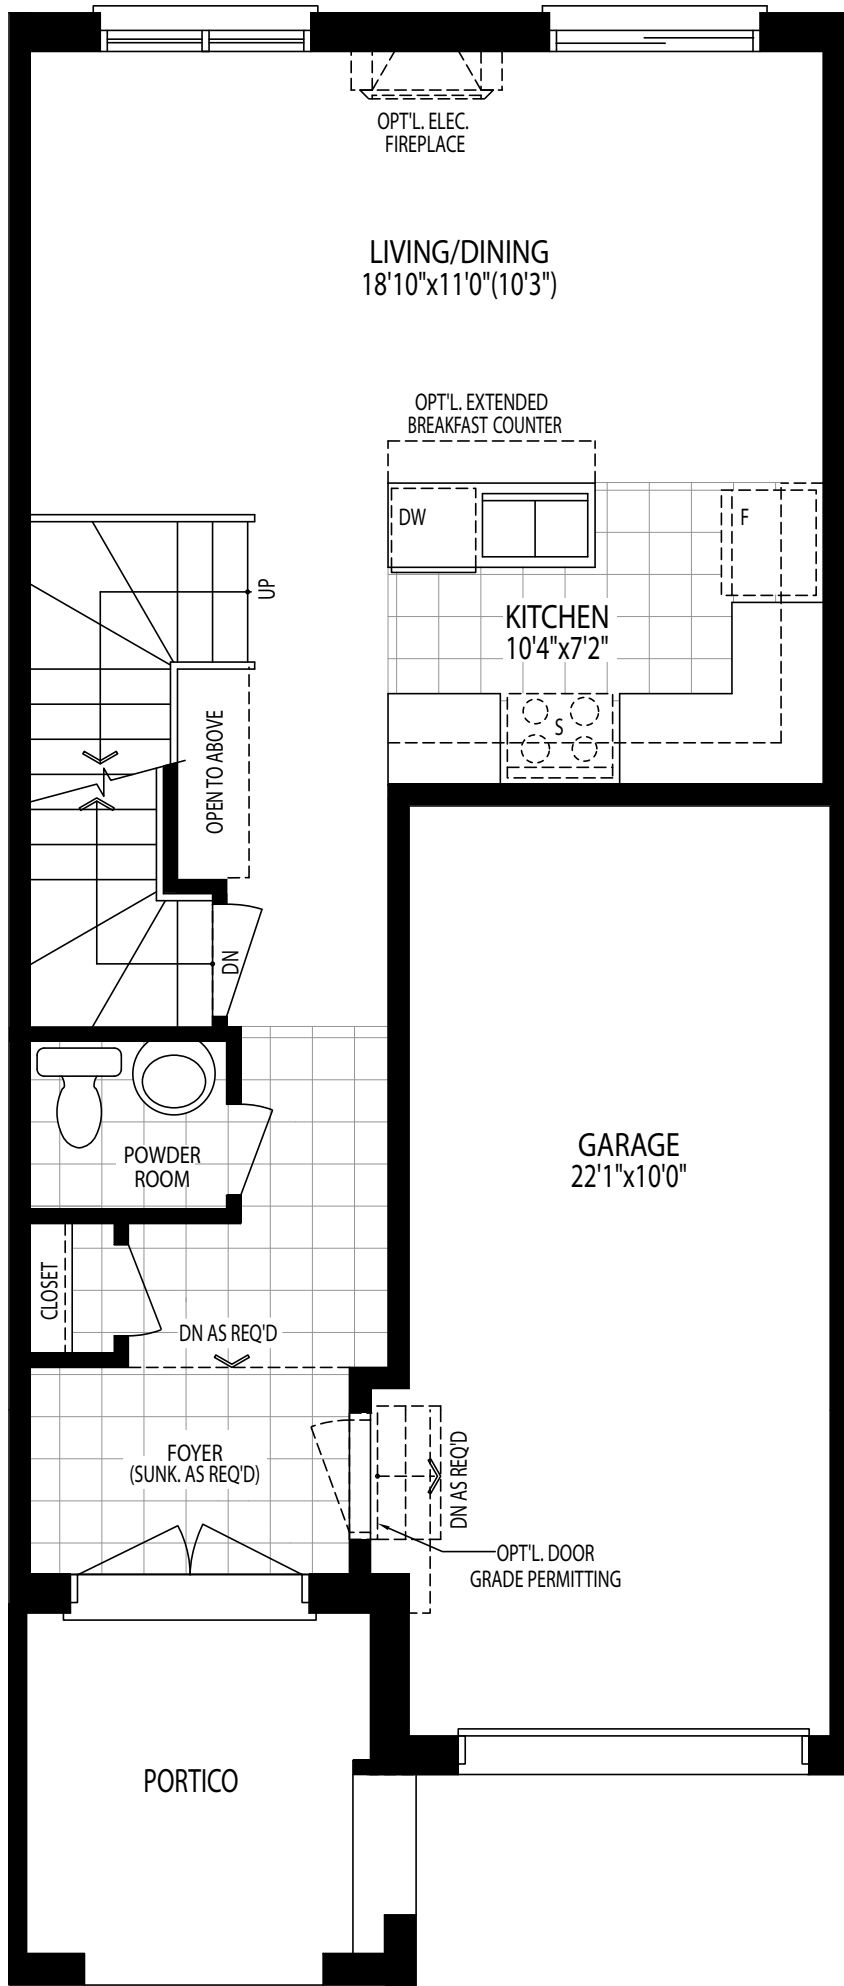 OPT'L. ELEC.
FIREPLACE
LIVING/DINING
18'10"x11'0"(10'3")
OPT'L. EXTENDED
BREAKFAST COUNTER
DW
F
UP
KITCHEN
10'4"x7'2"
S
OPEN TO ABOVE
DN
GARAGE
22'1"x10'0"
POWDER
ROOM
CLOSET
DN AS REQ'D
FOYER
(SUNK. AS REQ'D)
DN AS REQ'D
OPT'L. DOOR
GRADE PERMITTING
PORTICO